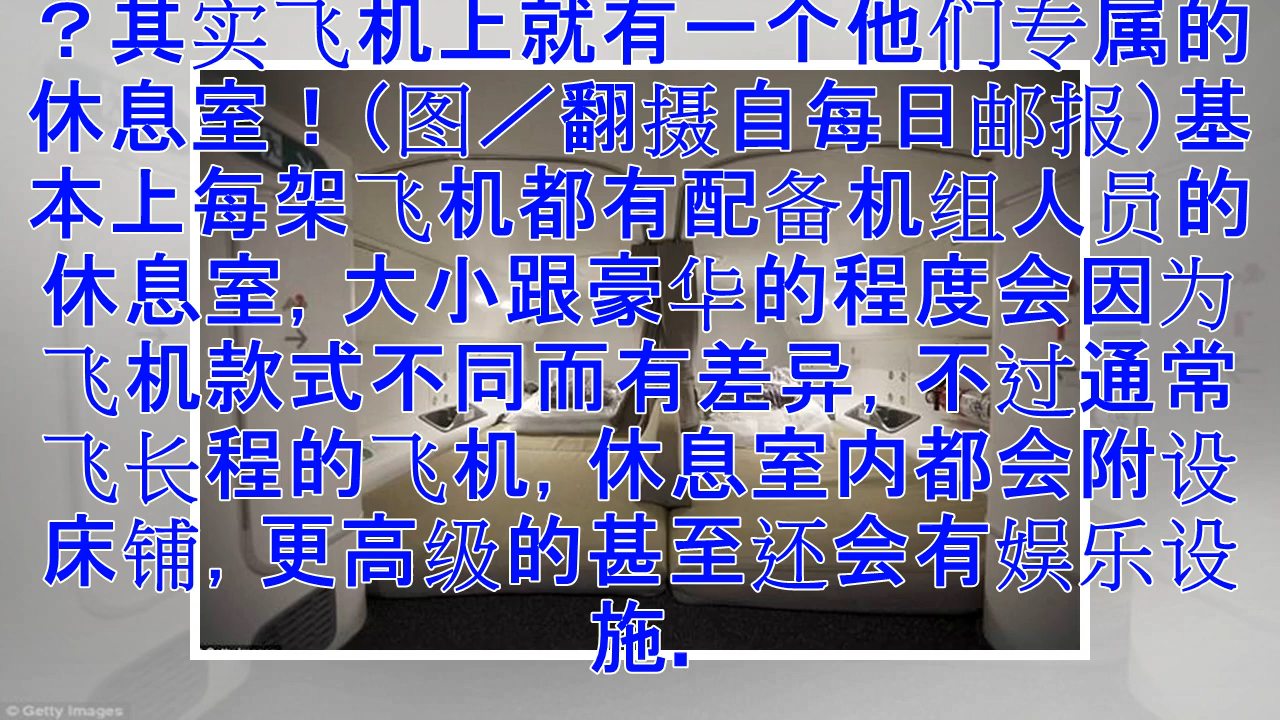 ？其实飞机上就有一个他们专属的
休息室！(图／翻摄自每日邮报)基
本上每架飞机都有配备机组人员的
休息室,大小跟豪华的程度会因为
飞机款式不同而有差异,不过通常
飞长程的飞机,休息室内都会附设
床铺,更高级的甚至还会有娱乐设
施.
© Getty Images